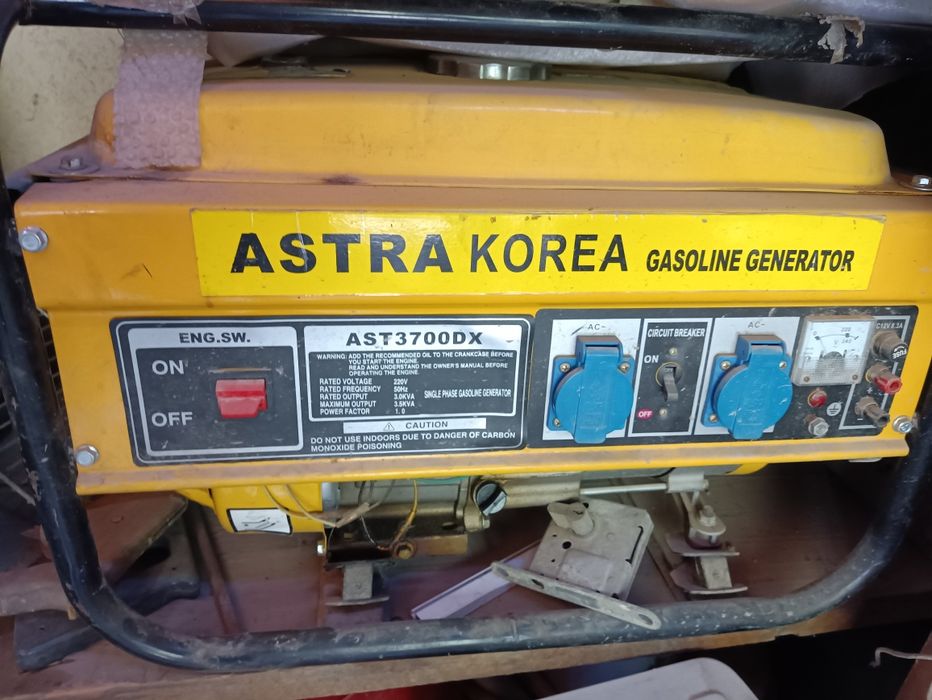 ASTRA KOREA GASOLINE GENERATOR
ENG.SW.
ON
OFF
AST3700DX
WARNING: ADD THE RECOMMENDED OIL TO THE CRANKCASE BEFORE
YOU START THE ENGINE.
READ AND UNDERSTAND THE OWNER'S MANUAL BEFORE
OPERATING THE ENGINE.
RATED VOLTAGE 220V
RATED FREQUENCY 50Hz
RATED OUTPUT 3.0KVA
MAXIMUM OUTPUT 3.5KVA
POWER FACTOR 1.0
SINGLE PHASE GASOLINE GENERATOR
CAUTION
DO NOT USE INDOORS DUE TO DANGER OF CARBON
MONOXIDE POISONING
AC~
CIRCUIT BREAKER
ON
OFF
AC~
220
240
V
FUSE